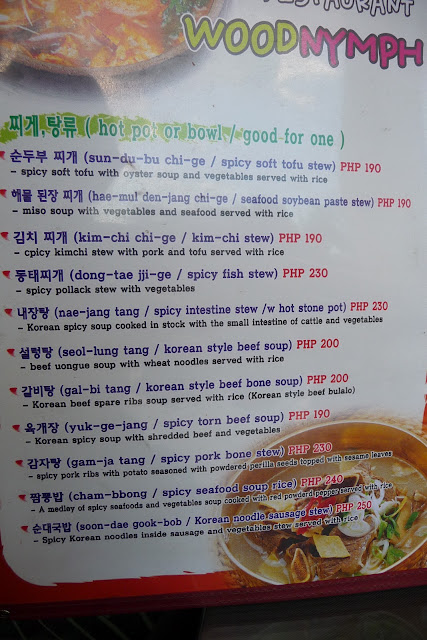 RESTAURANT
WOODNYMPH
찌게,탕류 ( hot pot or bowl / good for one )
순두부 찌개 (sun-du-bu chi-ge / spicy soft tofu stew) PHP 190
- spicy soft tofu with oyster soup and vegetables served with rice
해물 된장 찌개 (hae-mul den-jang chi-ge / seafood soybean paste stew) PHP 190
- miso soup with vegetables and seafood served with rice
김치 찌개 (kim-chi chi-ge / kim-chi stew) PHP 190
- cpicy kimchi stew with pork and tofu served with rice
동태찌개 (dong-tae jji-ge / spicy fish stew) PHP 230
- spicy pollack stew with vegetables
내장탕 (nae-jang tang / spicy intestine stew /w hot stone pot) PHP 230
- Korean spicy soup cooked in stock with the small intestine of cattle and vegetables
설렁탕 (seol-lung tang / korean style beef soup) PHP 200
- beef uongue soup with wheat noodles served with rice
갈비탕 (gal-bi tang / korean style beef bone soup) PHP 200
- Korean beef spare ribs soup served with rice (Korean style beef bulalo)
육개장 (yuk-ge-jang / spicy torn beef soup) PHP 190
- Korean spicy soup with shredded beef and vegetables
감자탕 (gam-ja tang / spicy pork bone stew) PHP 230
- spicy pork ribs with potato seasoned with powdered perilla seeds topped with sesame leaves
짬뽕밥 (cham-bbong / spicy seafood soup rice) PHP 240
- A medley of spicy seafoods and vegetables soup cooked with red powderd pepper served with rice
순대국밥 (soon-dae gook-bob / Korean noodle sausage stew) PHP 250
- Spicy Korean noodles inside sausage and vegetables stew served with rice